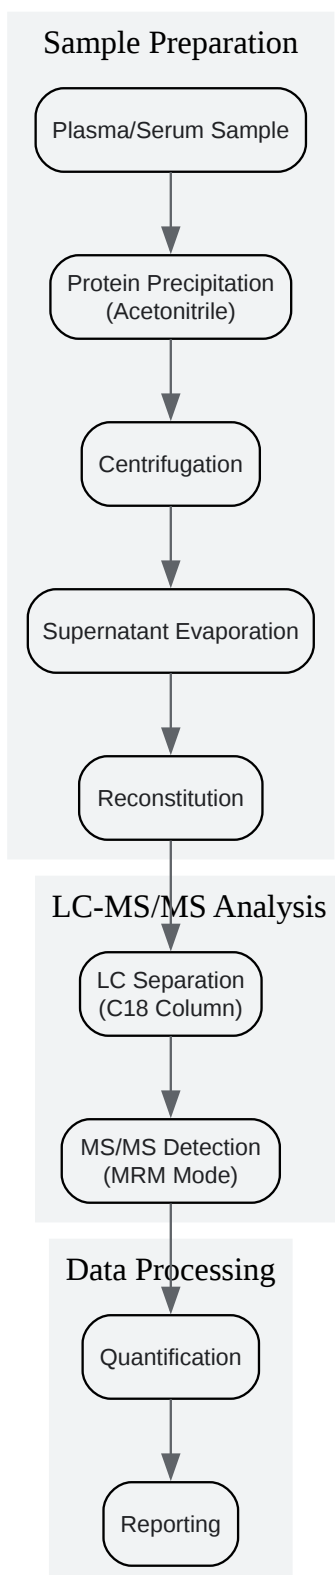 Sample Preparation
Plasma/Serum Sample
Protein Precipitation
(Acetonitrile)
Centrifugation
Supernatant Evaporation
Reconstitution
LC-MS/MS Analysis
LC Separation
(C18 Column)
MS/MS Detection
(MRM Mode)
Data Processing
Quantification
Reporting